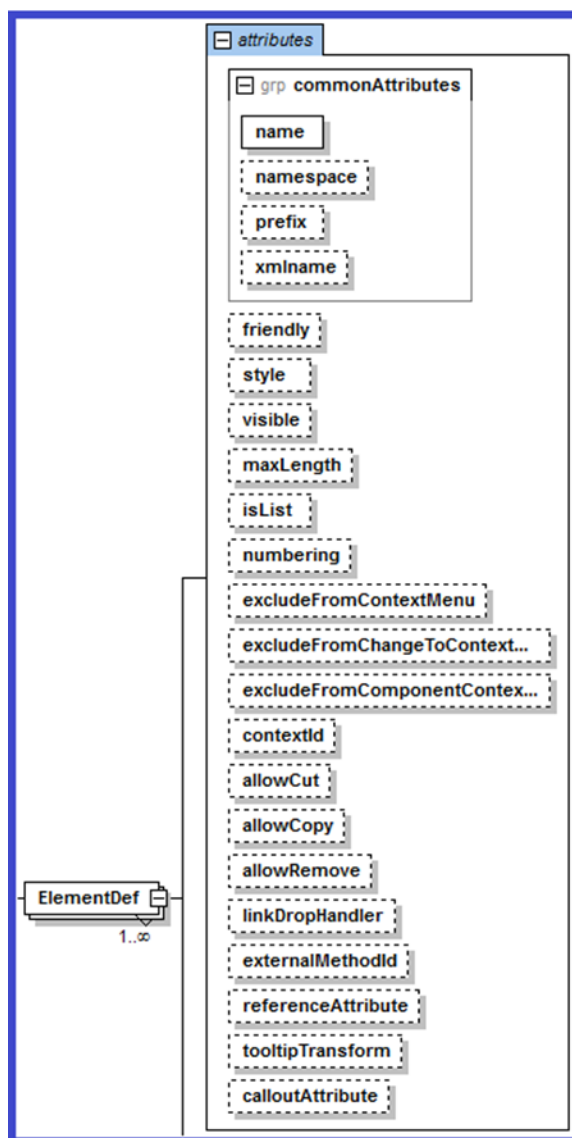 attributes
grp commonAttributes
name
namespace
prefix
xmlname
friendly
style
visible
maxLength
isList
numbering
excludeFromContextMenu
excludeFromChangeToContext...
excludeFromComponentContex...
contextId
allowCut
allowCopy
allowRemove
ElementDef
1..∞
linkDropHandler
externalMethodId
referenceAttribute
tooltipTransform
calloutAttribute